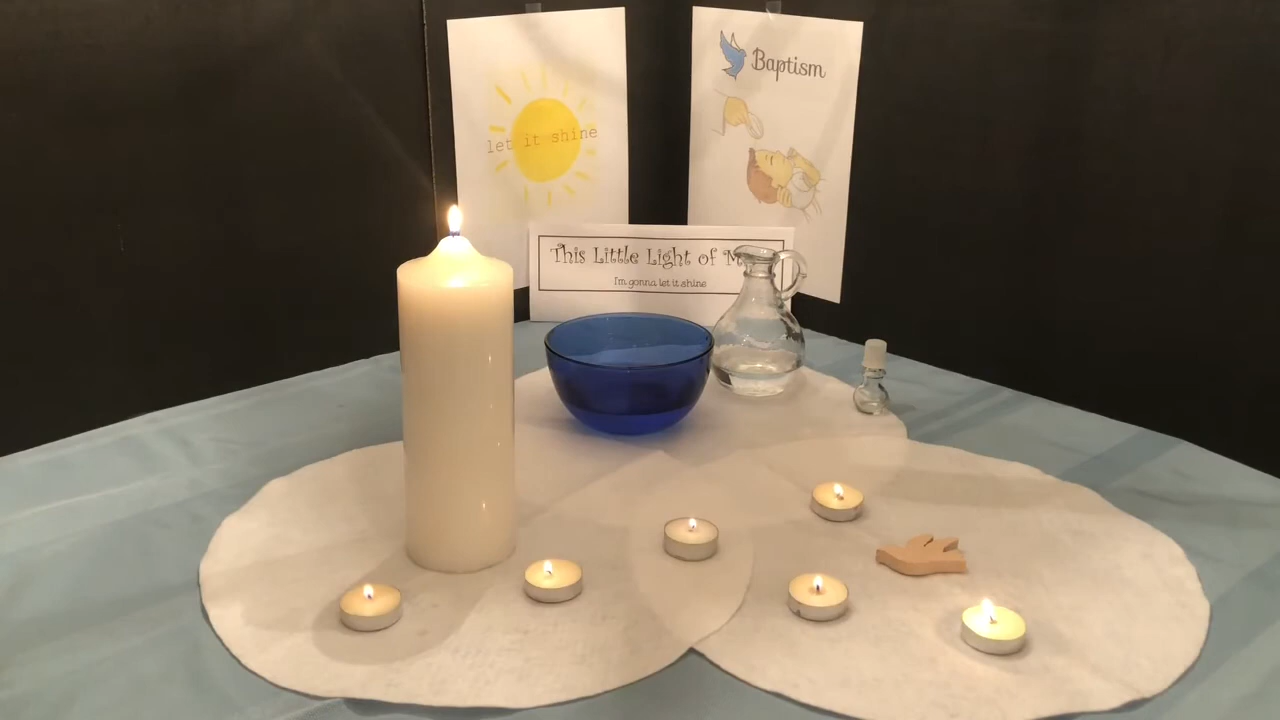 let it shine
Baptism
This Little Light of M
I'm gonna let it shine